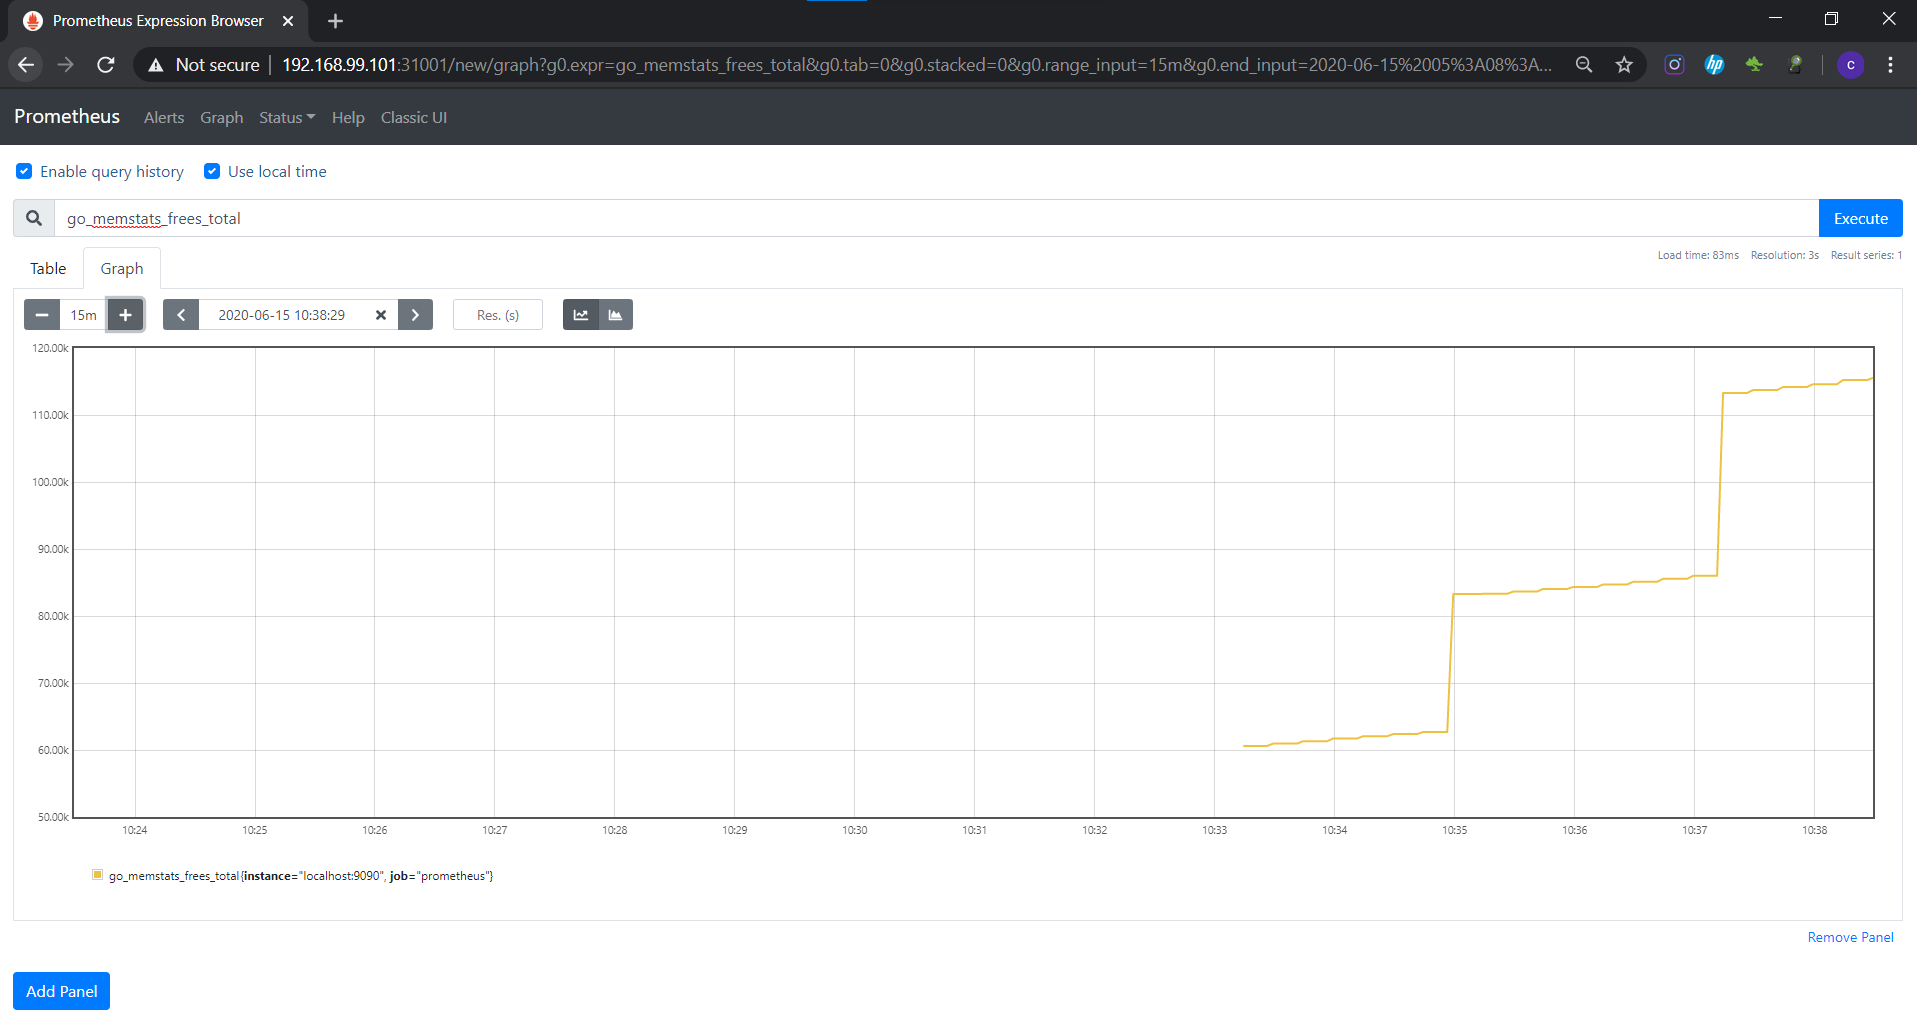 Prometheus Expression Browser
Not secure 192.168.99.101:31001/new/graph?g0.expr=go_memstats_frees_total&g0.tab=0&g0.stacked=0&g0.range_input=15m&g0.end_input=2020-06-15%2005%3A08%3A...
hp
c
Prometheus Alerts Graph Status Help Classic UI
Enable query history Use local time
go_memstats_frees_total Execute
Load time: 83ms Resolution: 3s Result series: 1
Table Graph
15m 2020-06-15 10:38:29 Res. (s)
120.00k
110.00k
100.00k
90.00k
80.00k
70.00k
60.00k
50.00k
10:24 10:25 10:26 10:27 10:28 10:29 10:30 10:31 10:32 10:33 10:34 10:35 10:36 10:37 10:38
go_memstats_frees_total{instance="localhost:9090", job="prometheus"}
Remove Panel
Add Panel